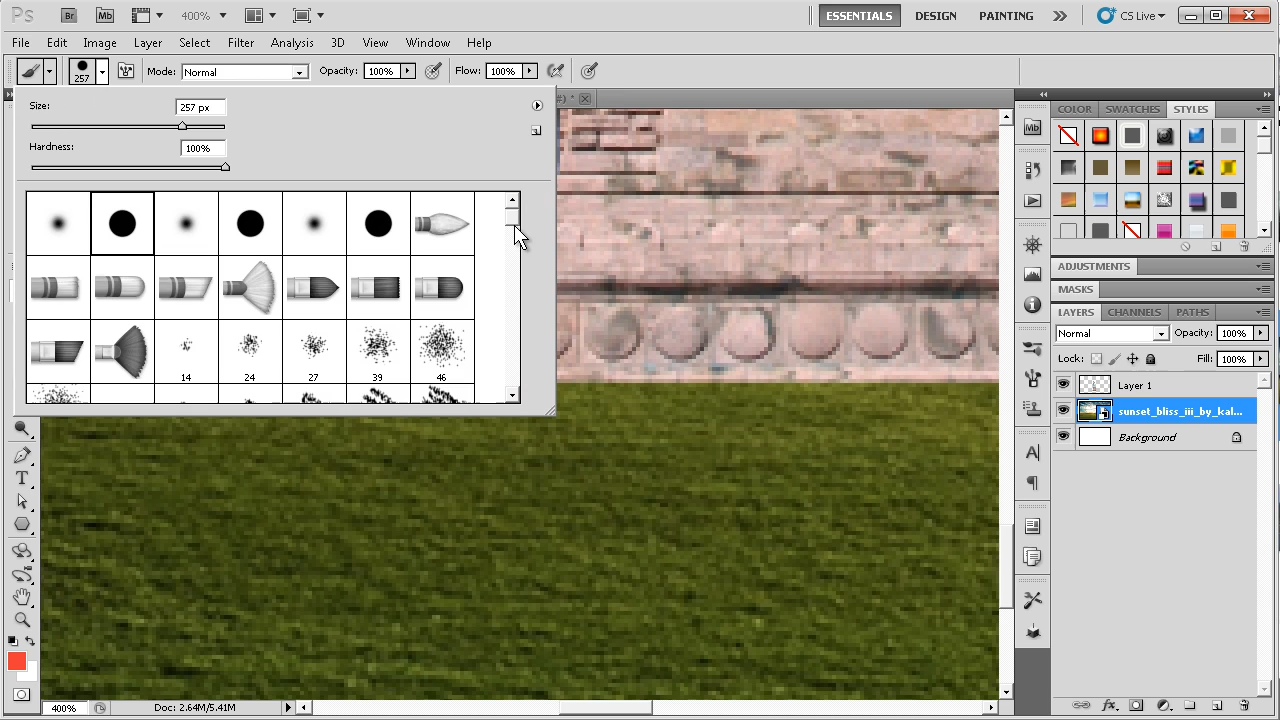 Ps Br Mb 400% ESSENTIALS DESIGN PAINTING CS Live
File Edit Image Layer Select Filter Analysis 3D View Window Help
257 Mode: Normal Opacity: 100% Flow: 100%
Size: 257 px
#) *
Hardness: 100%
14 24 27 39 46
COLOR SWATCHES STYLES
Mb
ADJUSTMENTS
MASKS
LAYERS CHANNELS PATHS
Normal Opacity: 100%
Lock: Fill: 100%
Layer 1
sunset_bliss_iii_by_kal...
Background
400% Doc: 2.64M/5.41M